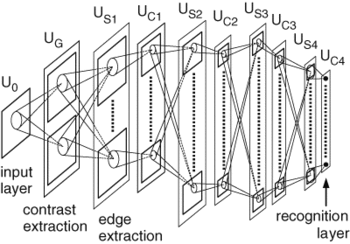 U0
UG
US1
UC1
US2
UC2
US3
UC3
US4
UC4
input
layer
contrast
extraction
edge
extraction
recognition
layer